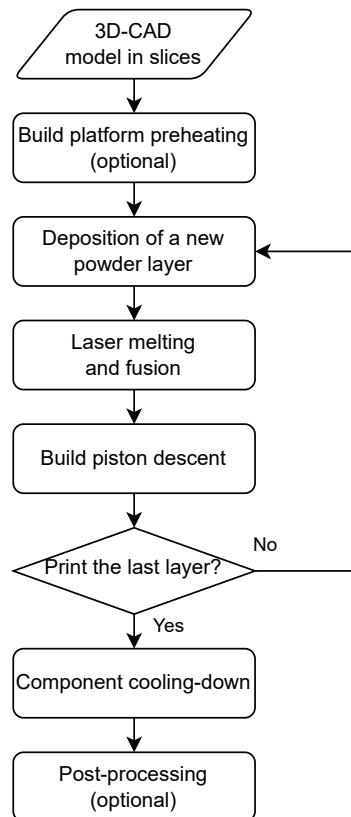 3D-CAD
model in slices
Build platform preheating
(optional)
Deposition of a new
powder layer
Laser melting
and fusion
Build piston descent
Print the last layer?
No
Yes
Component cooling-down
Post-processing
(optional)